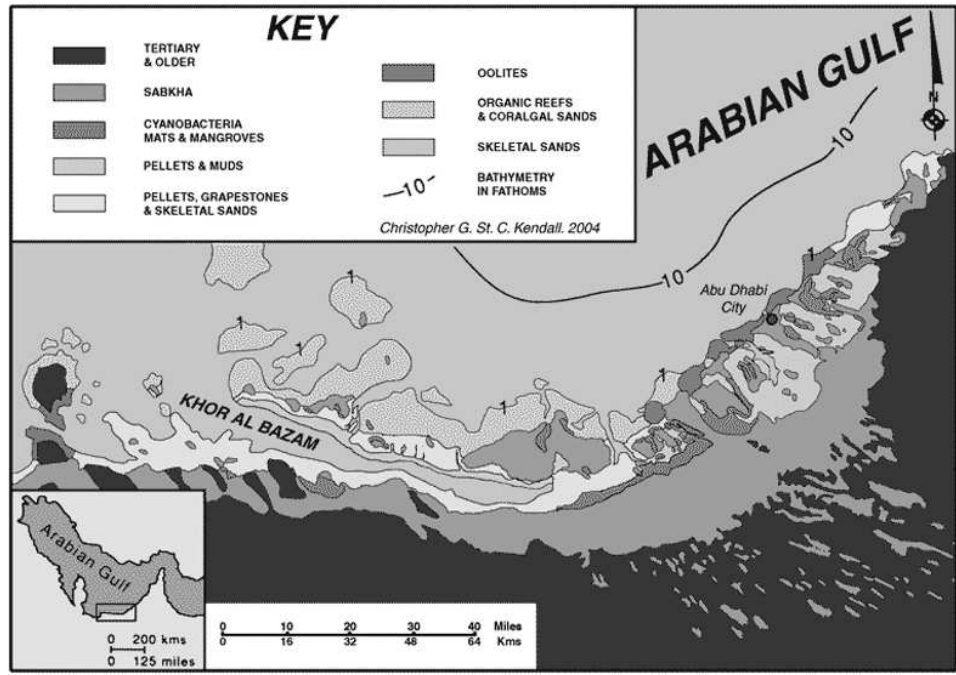 KEY
TERTIARY
& OLDER
SABKHA
CYANOBACTERIA
MATS & MANGROVES
PELLETS & MUDS
PELLETS, GRAPESTONES
& SKELETAL SANDS
OOLITES
ORGANIC REEFS
& CORALGAL SANDS
SKELETAL SANDS
10
BATHYMETRY
IN FATHOMS
Christopher G. St. C. Kendall. 2004
ARABIAN GULF
N
10
10
1
1
1
1
1
1
Abu Dhabi
City
KHOR AL BAZAM
Arabian Gulf
0 200 kms
0 125 miles
0 10 20 30 40 Miles
0 16 32 48 64 Kms